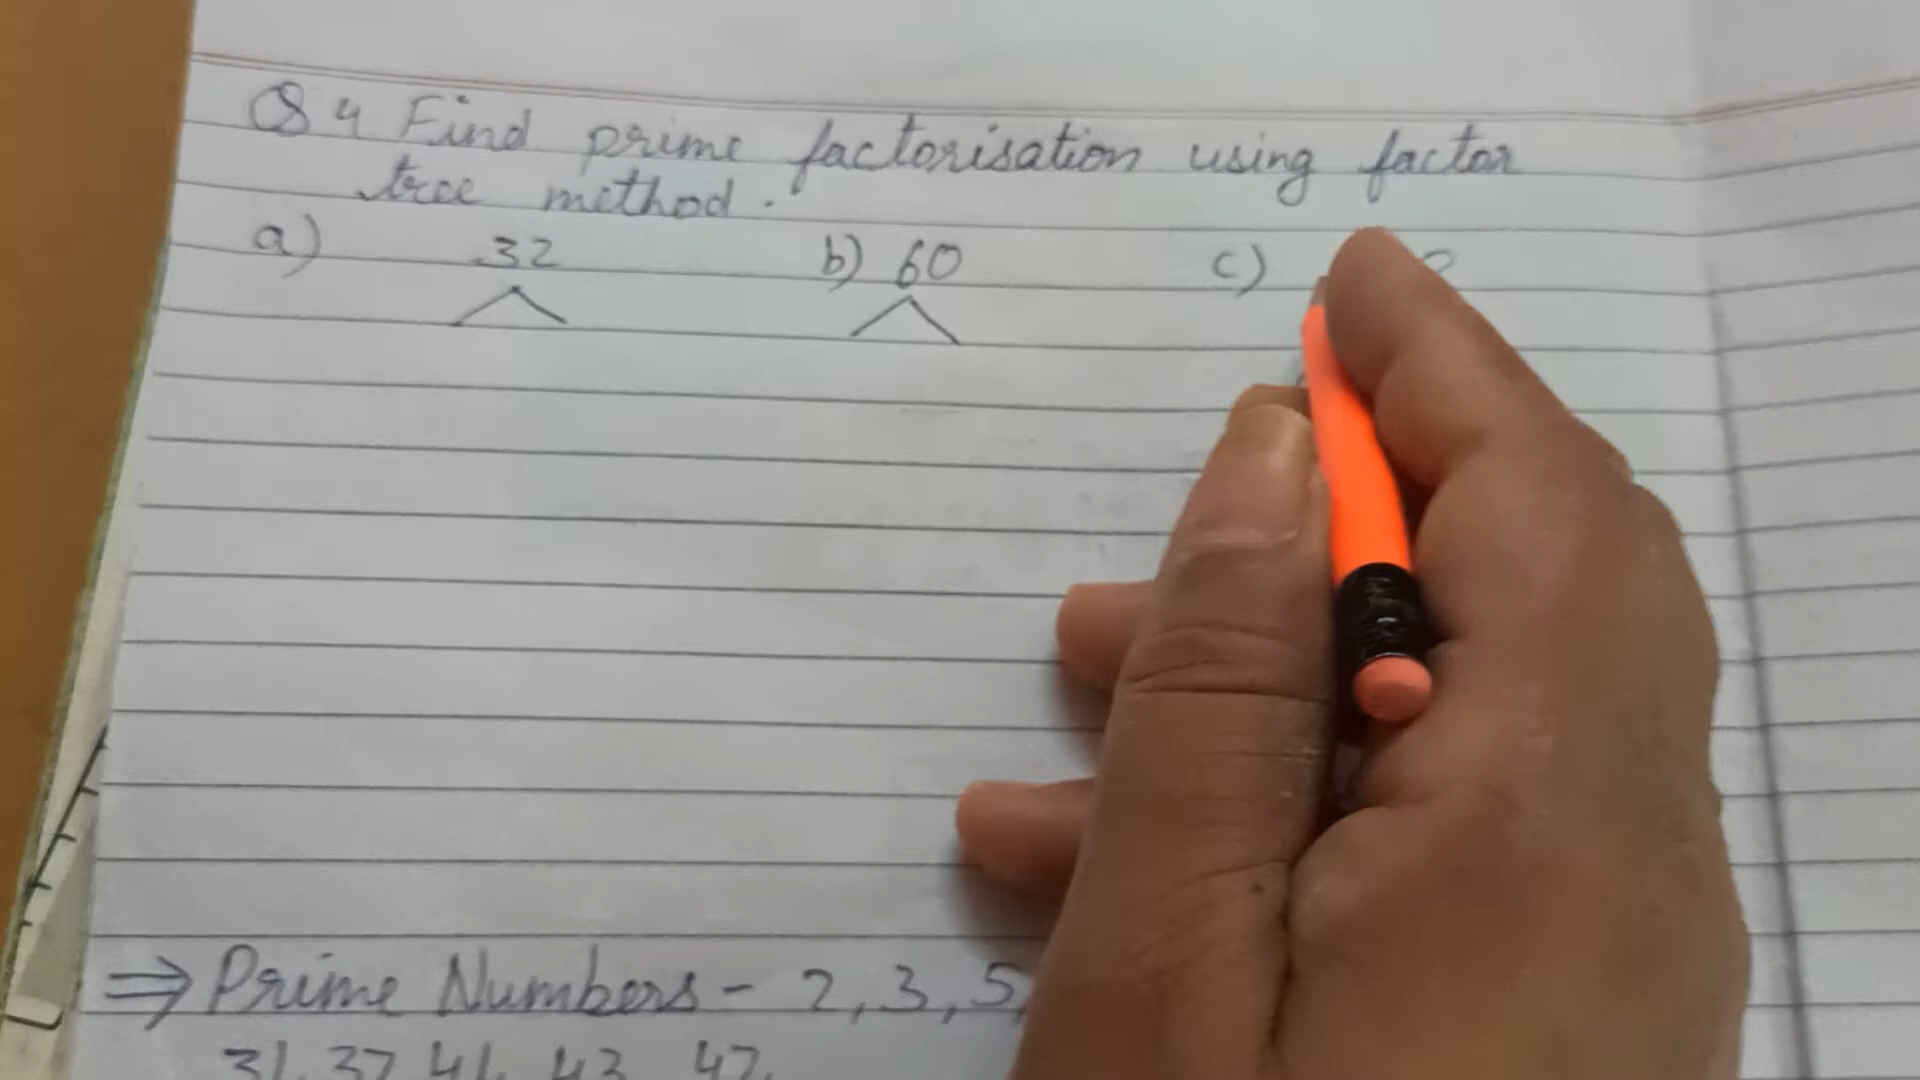 Q 4 Find prime factorisation using factor
tree method.
a) 32 b) 60 c)
⇒ Prime Numbers - 2, 3, 5,
31, 37, 41, 43, 47.